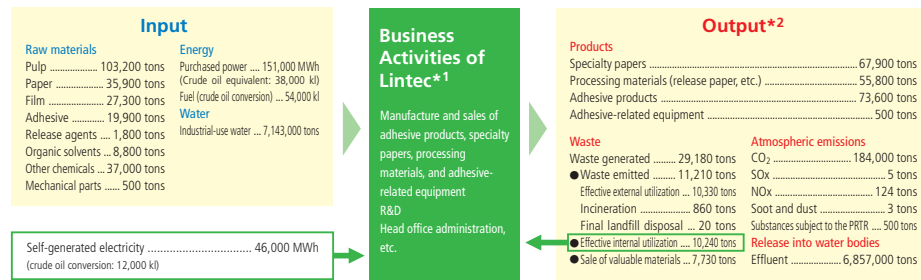 Input
Raw materials
Pulp .................. 103,200 tons
Paper .................... 35,900 tons
Film ..................... 27,300 tons
Adhesive ............ 19,900 tons
Release agents .... 1,800 tons
Organic solvents ... 8,800 tons
Other chemicals ... 37,000 tons
Mechanical parts ...... 500 tons
Energy
Purchased power .... 151,000 MWh
(Crude oil equivalent: 38,000 kl)
Fuel (crude oil conversion) ... 54,000 kl
Water
Industrial-use water ... 7,143,000 tons
Self-generated electricity .................................... 46,000 MWh
(crude oil conversion: 12,000 kl)
Business
Activities of
Lintec*1
Manufacture and sales of
adhesive products, specialty
papers, processing
materials, and adhesive-
related equipment
R&D
Head office administration,
etc.
Output*2
Products
Specialty papers ........................................................ 67,900 tons
Processing materials (release paper, etc.) .................... 55,800 tons
Adhesive products ..................................................... 73,600 tons
Adhesive-related equipment ........................................... 500 tons
Waste
Waste generated ......... 29,180 tons
●Waste emitted ........... 11,210 tons
Effective external utilization ... 10,330 tons
Incineration ............... 860 tons
Final landfill disposal ... 20 tons
●Effective internal utilization .... 10,240 tons
●Sale of valuable materials ... 7,730 tons
Atmospheric emissions
CO2 .......................... 184,000 tons
SOx ....................................... 5 tons
NOx ................................... 124 tons
Soot and dust ....................... 3 tons
Substances subject to the PRTR .... 500 tons
Release into water bodies
Effluent ................... 6,857,000 tons